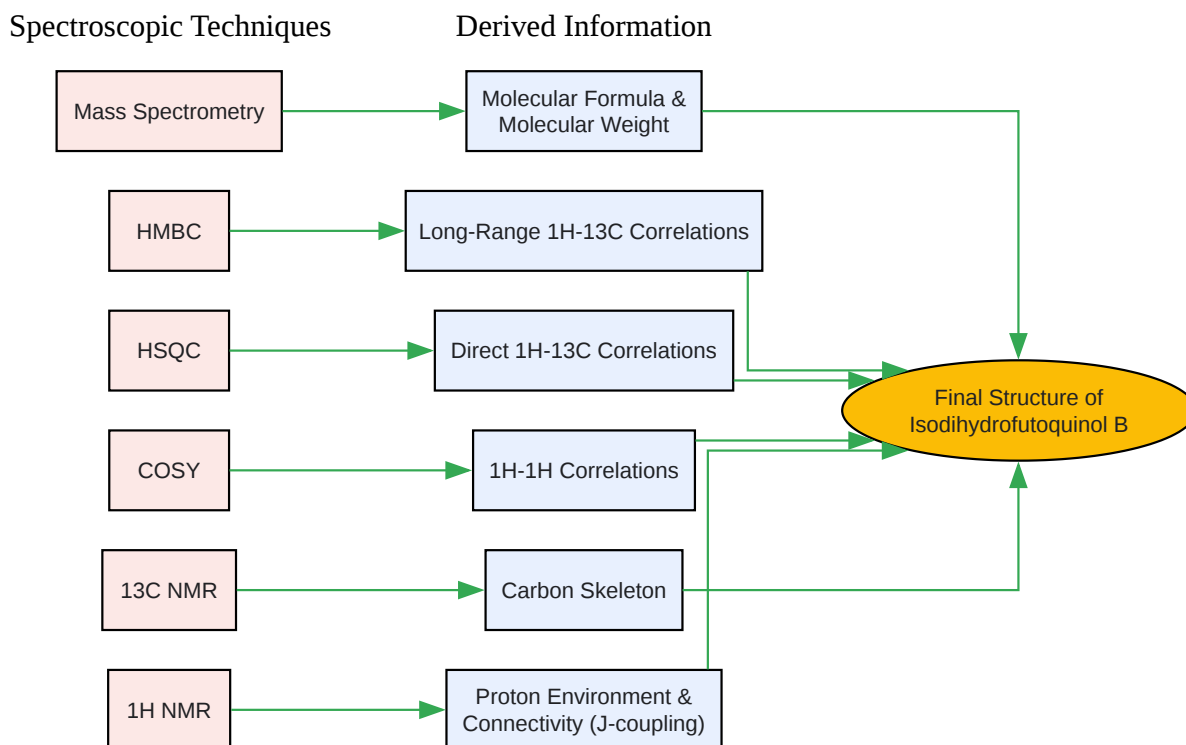 Spectroscopic Techniques
Derived Information
Mass Spectrometry
Molecular Formula &
Molecular Weight
HMBC
Long-Range 1H-13C Correlations
HSQC
Direct 1H-13C Correlations
Final Structure of
Isodihydrofutoquinol B
COSY
1H-1H Correlations
13C NMR
Carbon Skeleton
1H NMR
Proton Environment &
Connectivity (J-coupling)